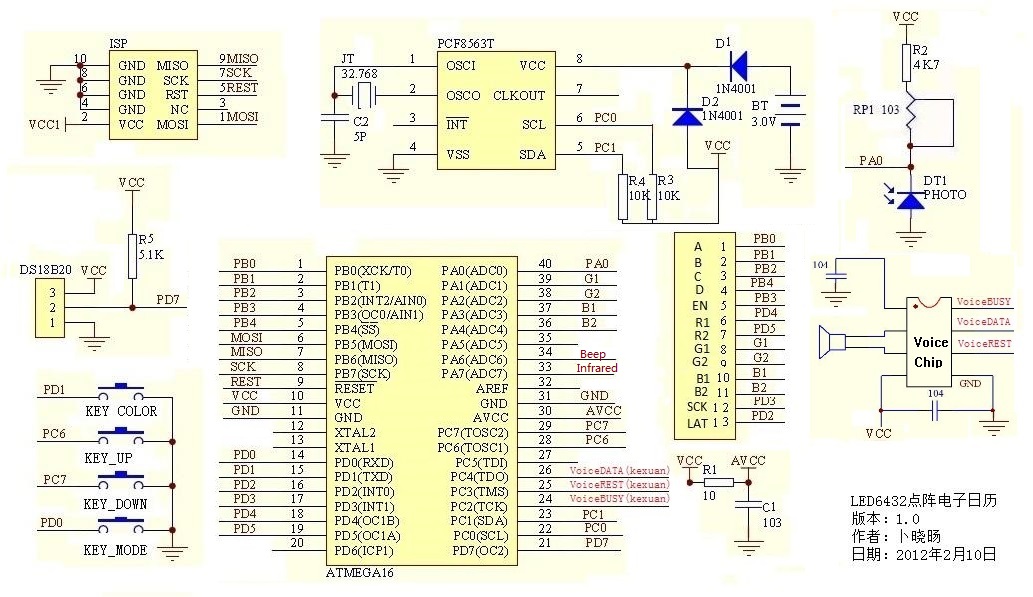 ISP
10 GND MISO 9 MISO
8 GND SCK 7 SCK
6 GND RST 5 REST
4 GND NC 3
VCC1 2 VCC MOSI 1 MOSI
PCF8563T
JT
32.768
C2
5P
1 OSCI VCC 8
2 OSCO CLKOUT 7
3 INT SCL 6 PC0
4 VSS SDA 5 PC1
R4
10K
R3
10K
D1
1N4001
D2
1N4001
BT
3.0V
VCC
VCC
R2
4K7
RP1 103
PA0
DT1
PHOTO
VCC
R5
5.1K
DS18B20
VCC
3
2
1
PD7
PD1
KEY COLOR
PC6
KEY_UP
PC7
KEY_DOWN
PD0
KEY_MODE
PB0 1 PB0(XCK/T0) PA0(ADC0) 40 PA0
PB1 2 PB1(T1) PA1(ADC1) 39 G1
PB2 3 PB2(INT2/AIN0) PA2(ADC2) 38 G2
PB3 4 PB3(OC0/AIN1) PA3(ADC3) 37 B1
PB4 5 PB4(SS) PA4(ADC4) 36 B2
MOSI 6 PB5(MOSI) PA5(ADC5) 35
MISO 7 PB6(MISO) PA6(ADC6) 34 Beep
SCK 8 PB7(SCK) PA7(ADC7) 33 Infrared
REST 9 RESET AREF 32
VCC 10 VCC GND 31 GND
GND 11 GND AVCC 30 AVCC
12 XTAL2 PC7(TOSC2) 29 PC7
13 XTAL1 PC6(TOSC1) 28 PC6
PD0 14 PD0(RXD) PC5(TDI) 27
PD1 15 PD1(TXD) PC4(TDO) 26 VoiceDATA(kexuan)
PD2 16 PD2(INT0) PC3(TMS) 25 VoiceREST(kexuan)
PD3 17 PD3(INT1) PC2(TCK) 24 VoiceBUSY(kexuan)
PD4 18 PD4(OC1B) PC1(SDA) 23 PC1
PD5 19 PD5(OC1A) PC0(SCL) 22 PC0
20 PD6(ICP1) PD7(OC2) 21 PD7
ATMEGA16
A 1 PB0
B 2 PB1
C 3 PB2
D 4 PB4
EN 5 PB3
R1 6 PD4
R2 7 PD5
G1 8 G1
G2 9 G2
B1 10 B1
B2 11 B2
SCK 12 PD3
LAT 13 PD2
VCC R1 AVCC
10
C1
103
104
Voice
Chip
VoiceBUSY
VoiceDATA
VoiceREST
GND
104
VCC
LED6432点阵电子日历
版本：1.0
作者：卜晓旸
日期：2012年2月10日